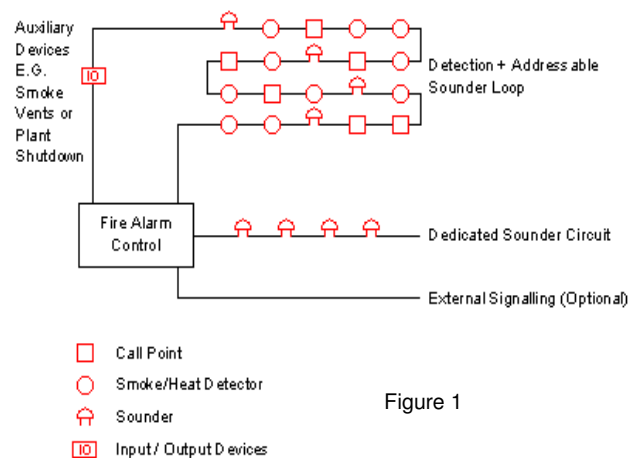 Auxiliary
Devices
E.G.
Smoke
Vents or
Plant
Shutdown
IO
Detection + Addressable
Sounder Loop
Fire Alarm
Control
Dedicated Sounder Circuit
External Signalling (Optional)
Call Point
Smoke/Heat Detector
Sounder
IO
Input / Output Devices
Figure 1